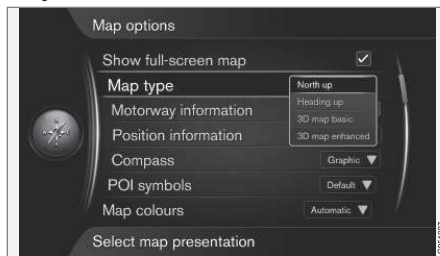 Map options
Show full-screen map
Map type
North up
Heading up
Motorway information
3D map basic
Position information
3D map enhanced
Compass
Graphic
POI symbols
Default
Map colours
Automatic
Select map presentation